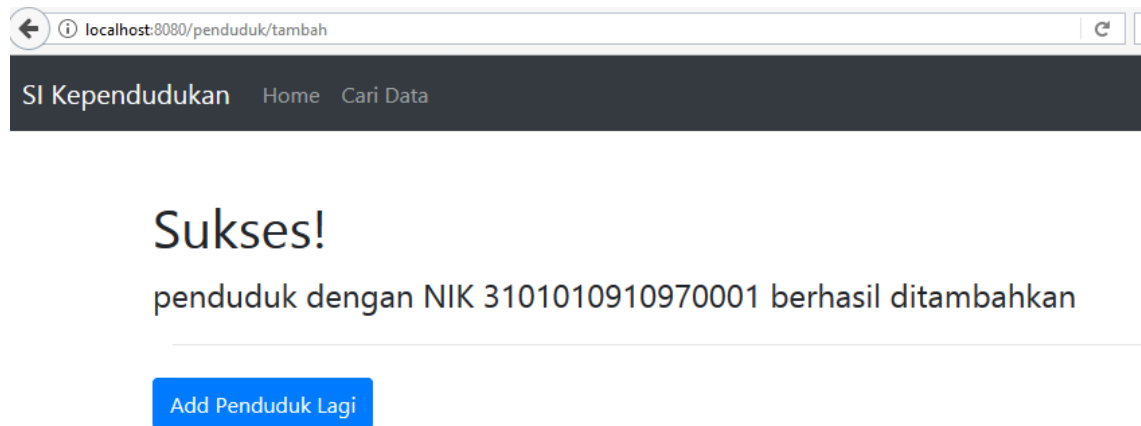 localhost:8080/penduduk/tambah
SI Kependudukan Home Cari Data
Sukses!
penduduk dengan NIK 3101010910970001 berhasil ditambahkan
Add Penduduk Lagi